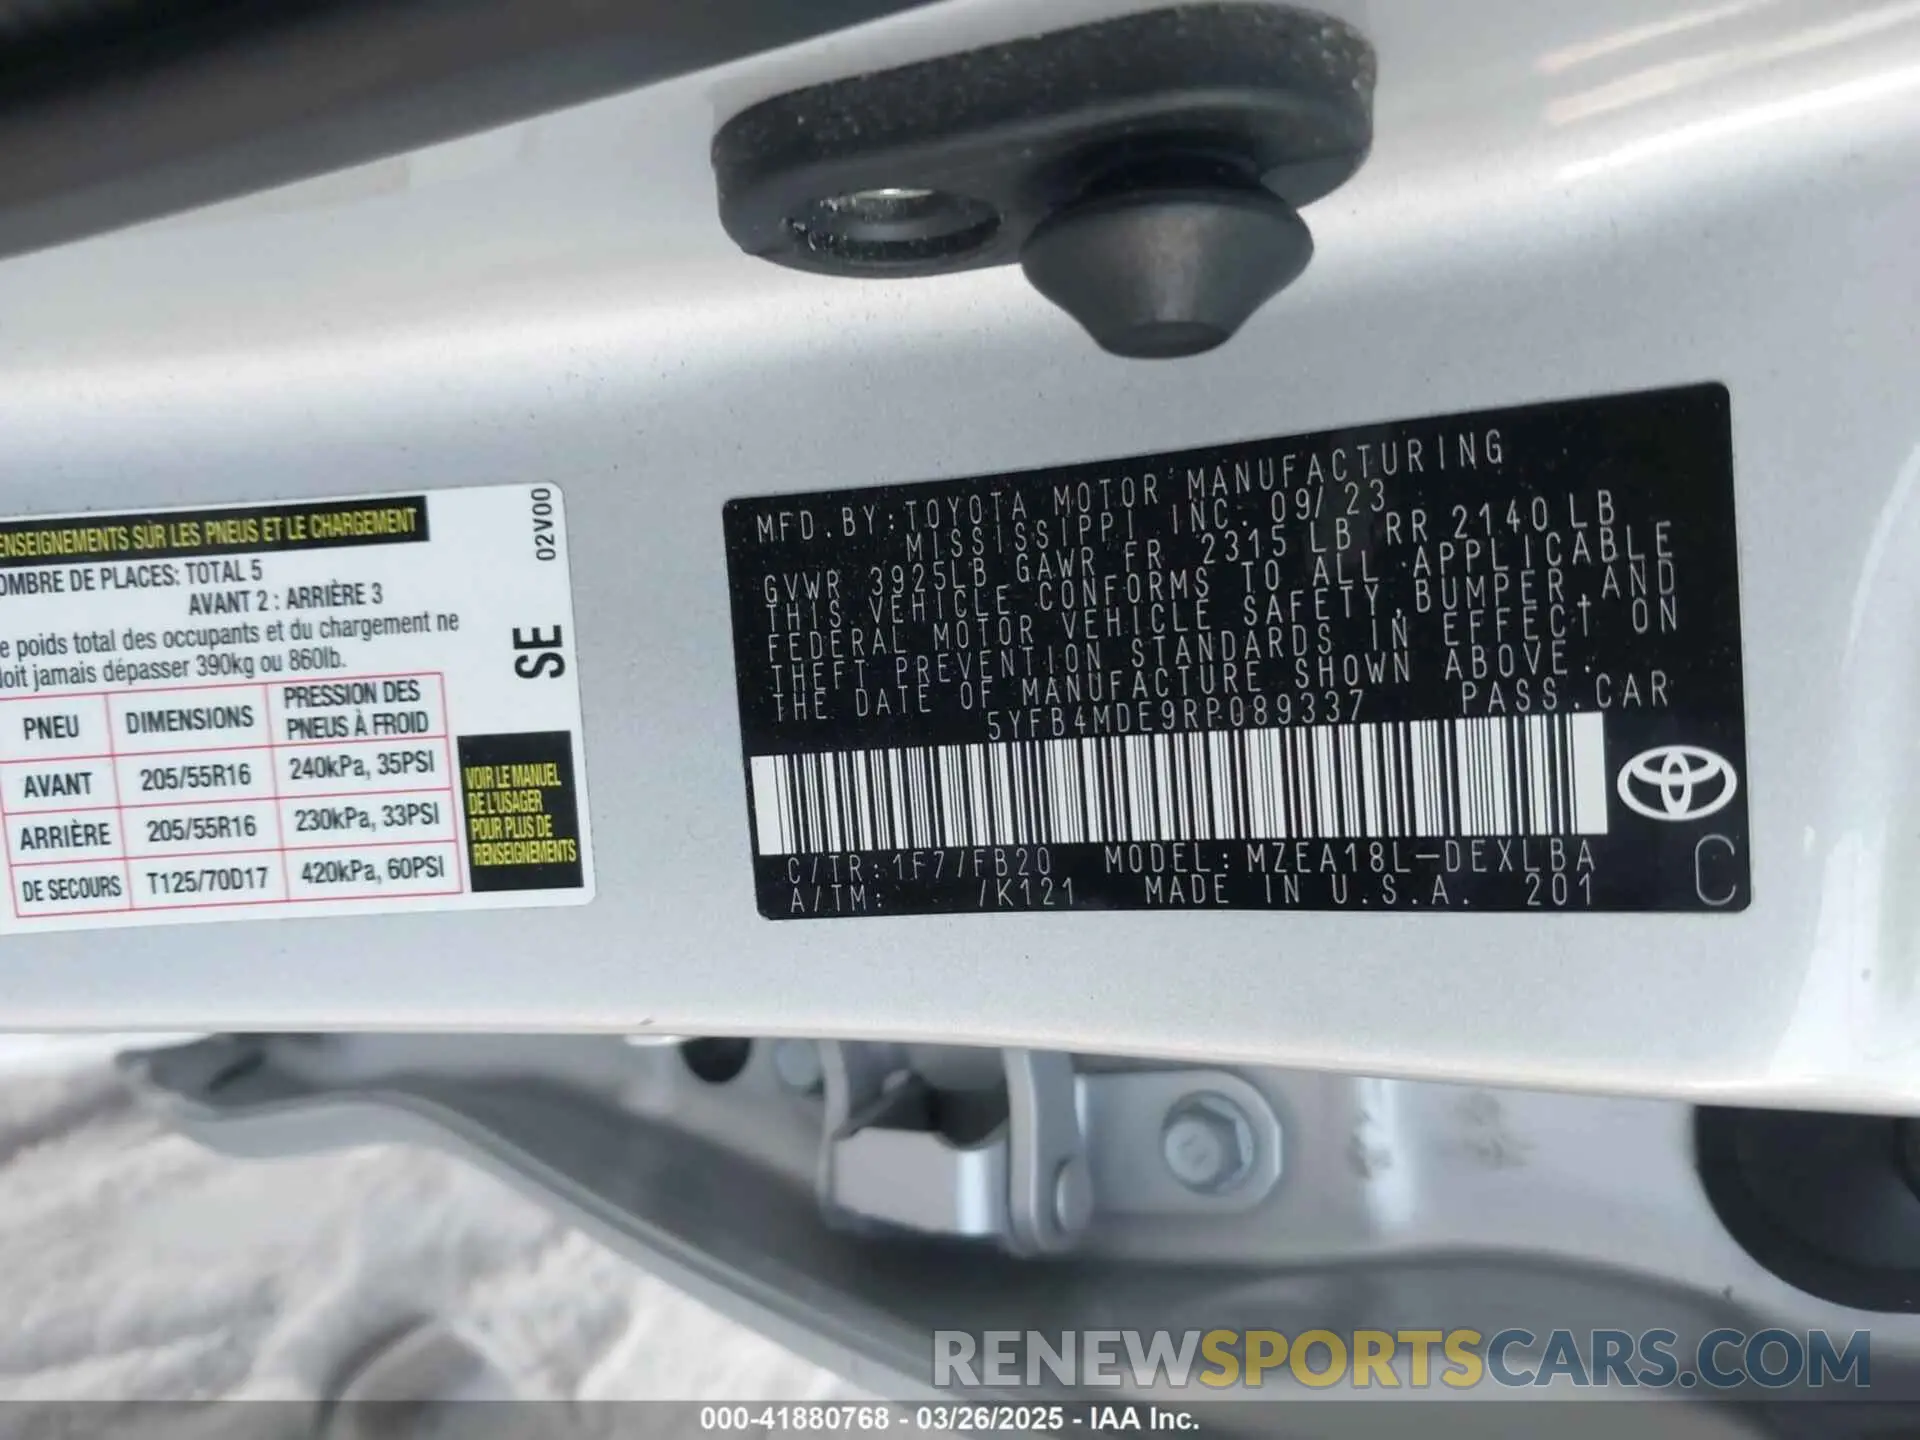 ENSEIGNEMENTS SUR LES PNEUS ET LE CHARGEMENT
OMBRE DE PLACES: TOTAL 5
AVANT 2 : ARRIÈRE 3
e poids total des occupants et du chargement ne
doit jamais dépasser 390kg ou 860lb.
PNEU DIMENSIONS PRESSION DES PNEUS À FROID
AVANT 205/55R16 240kPa, 35PSI
ARRIÈRE 205/55R16 230kPa, 33PSI
DE SECOURS T125/70D17 420kPa, 60PSI
02V00
SE
VOIR LE MANUEL
DE L'USAGER
POUR PLUS DE
RENSEIGNEMENTS
MFD.BY:TOYOTA MOTOR MANUFACTURING
MISSISSIPPI, INC. 09/23
GVWR 3925LB GAWR FR 2315 LB RR 2140 LB
THIS VEHICLE CONFORMS TO ALL APPLICABLE
FEDERAL MOTOR VEHICLE SAFETY,BUMPER,AND
THEFT PREVENTION STANDARDS IN EFFECT ON
THE DATE OF MANUFACTURE SHOWN ABOVE.
5YFB4MDE9RP089337 PASS.CAR
C/TR:1F7/FB20 MODEL:MZEA18L-DEXLBA
A/TM: /K121 MADE IN U.S.A. 201
C
RENEWSPORTSCARS.COM
000-41880768 - 03/26/2025 - IAA Inc.